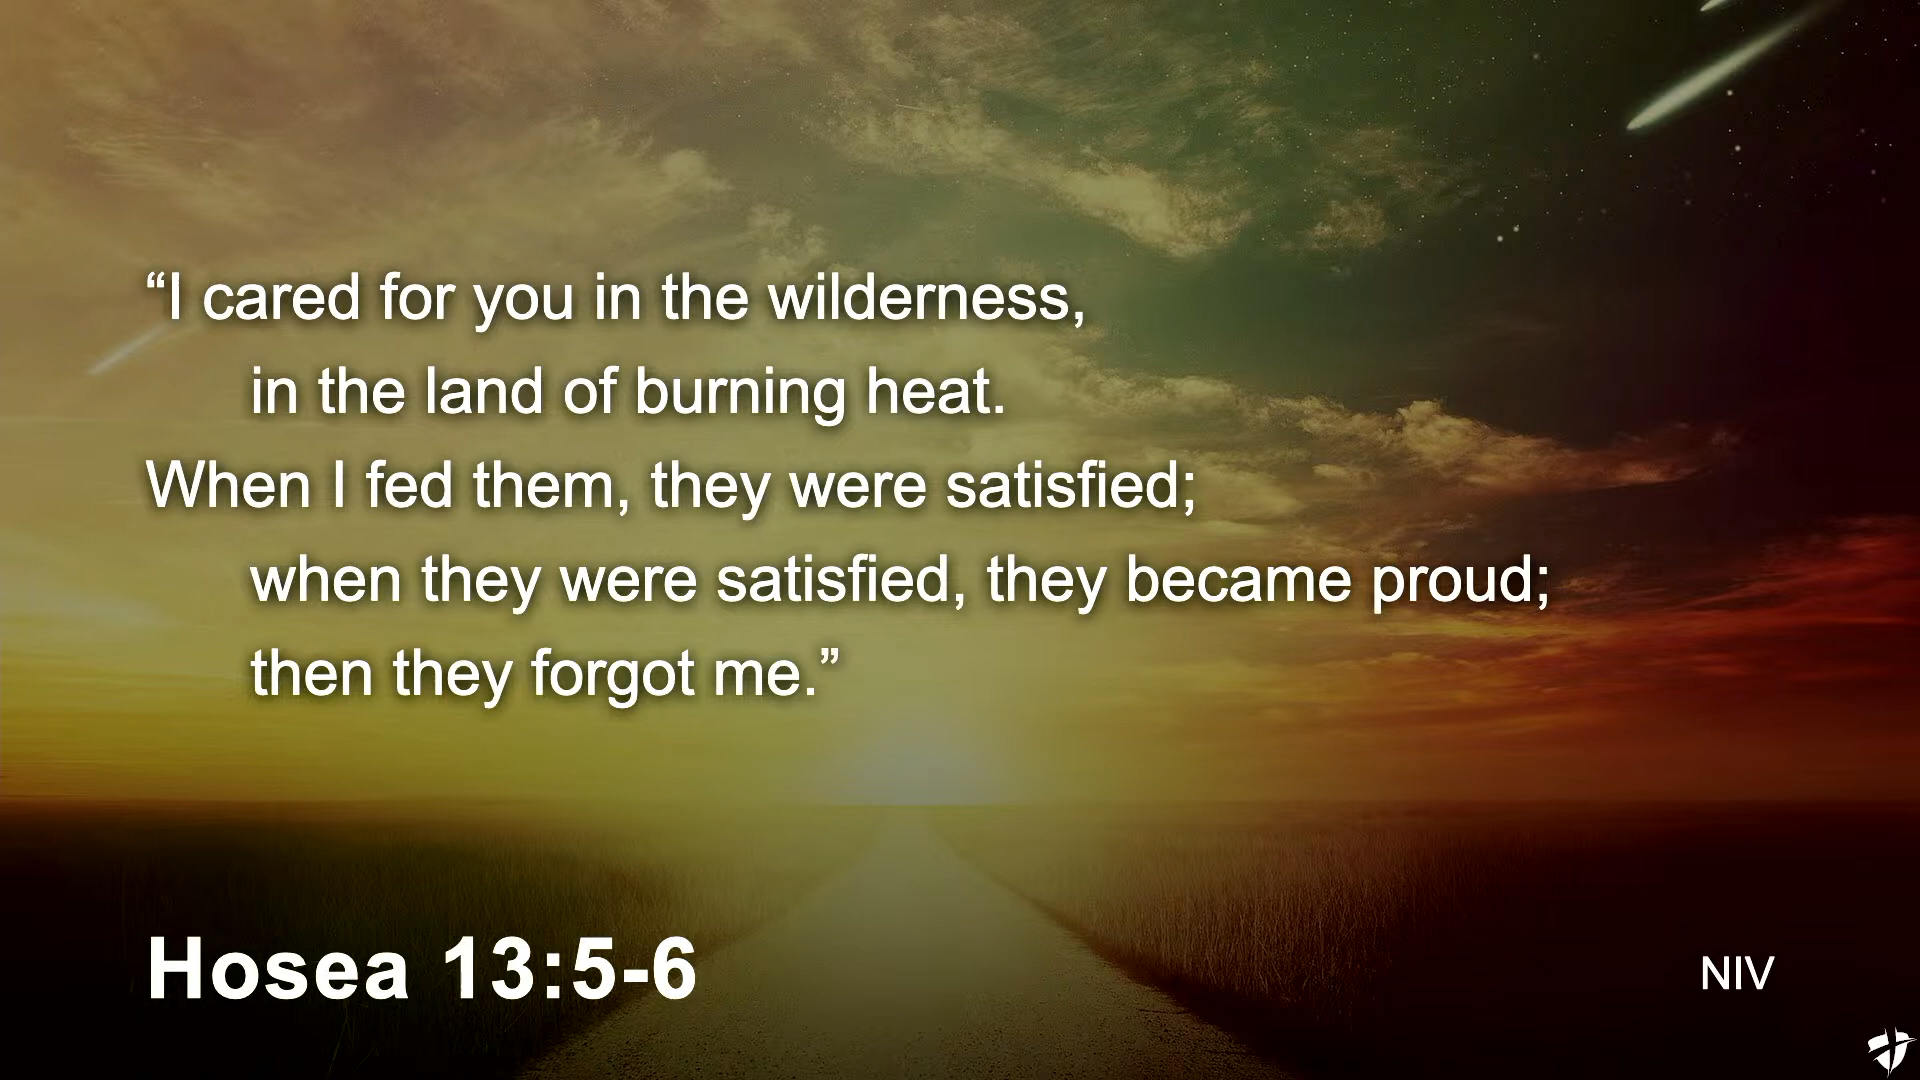 “I cared for you in the wilderness,
in the land of burning heat.
When I fed them, they were satisfied;
when they were satisfied, they became proud;
then they forgot me.”
Hosea 13:5-6
NIV